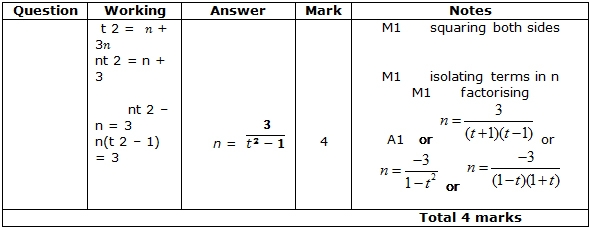 Question Working Answer Mark Notes
t 2 = n +
3n
nt 2 = n +
3
nt 2 –
n = 3
n(t 2 – 1)
= 3
n = 3 / (t² − 1)
4
M1 squaring both sides
M1 isolating terms in n
M1 factorising
A1 or n = 3 / ((t+1)(t−1)) or
n = −3 / (1−t²) or n = −3 / ((1−t)(1+t))
Total 4 marks